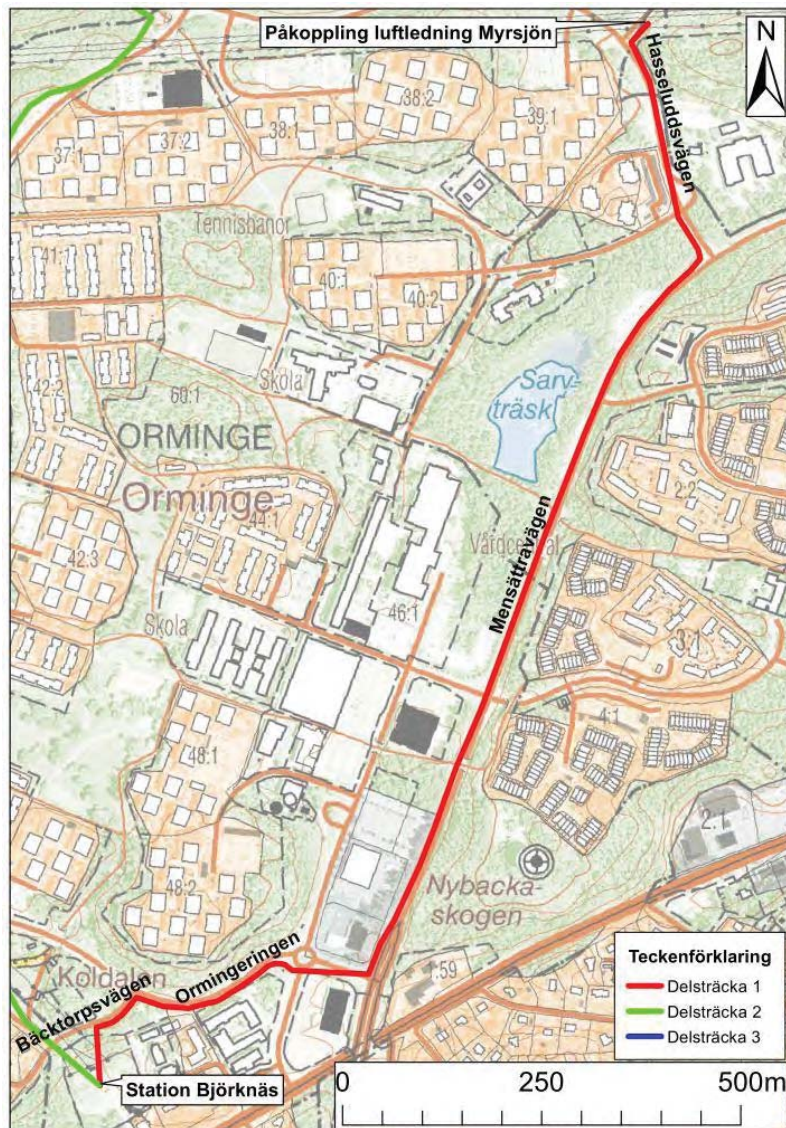 Påkoppling luftledning Myrsjön
N
Hasseluddsvägen
38:2
39:1
37:1
37:2
38:1
Tennisbanor
41:1
40:1
40:2
42:2
60:1
Skola
Sarv-
träsk
ORMINGE
Orminge
44:1
2:2
42:3
Mensättravägen
46:1
Skola
3:1
4:1
48:1
2:1
Nybacka-
skogen
48:2
Koldalen
Ormingeringen
Bäcktorpsvägen
1:59
Station Björknäs
Teckenförklaring
Delsträcka 1
Delsträcka 2
Delsträcka 3
0 250 500m